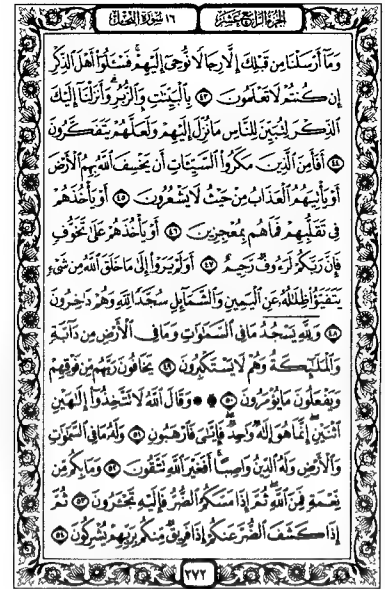 الجزء الرابع عشر
١٦ سورة النحل
وَمَآ أَرْسَلْنَا مِن قَبْلِكَ إِلَّا رِجَالًا نُّوحِىٓ إِلَيْهِمْ ۚ فَسْـَٔلُوٓا۟ أَهْلَ ٱلذِّكْرِ
إِن كُنتُمْ لَا تَعْلَمُونَ ٤٣ بِٱلْبَيِّنَٰتِ وَٱلزُّبُرِ ۗ وَأَنزَلْنَآ إِلَيْكَ
ٱلذِّكْرَ لِتُبَيِّنَ لِلنَّاسِ مَا نُزِّلَ إِلَيْهِمْ وَلَعَلَّهُمْ يَتَفَكَّرُونَ
٤٤ أَفَأَمِنَ ٱلَّذِينَ مَكَرُوا۟ ٱلسَّيِّـَٔاتِ أَن يَخْسِفَ ٱللَّهُ بِهِمُ ٱلْأَرْضَ
أَوْ يَأْتِيَهُمُ ٱلْعَذَابُ مِنْ حَيْثُ لَا يَشْعُرُونَ ٤٥ أَوْ يَأْخُذَهُمْ
فِى تَقَلُّبِهِمْ فَمَا هُم بِمُعْجِزِينَ ٤٦ أَوْ يَأْخُذَهُمْ عَلَىٰ تَخَوُّفٍ
فَإِنَّ رَبَّكُمْ لَرَءُوفٌ رَّحِيمٌ ٤٧ أَوَلَمْ يَرَوْا۟ إِلَىٰ مَا خَلَقَ ٱللَّهُ مِن شَىْءٍ
يَتَفَيَّؤُا۟ ظِلَٰلُهُۥ عَنِ ٱلْيَمِينِ وَٱلشَّمَآئِلِ سُجَّدًا لِّلَّهِ وَهُمْ دَٰخِرُونَ
٤٨ وَلِلَّهِ يَسْجُدُ مَا فِى ٱلسَّمَٰوَٰتِ وَمَا فِى ٱلْأَرْضِ مِن دَآبَّةٍ
وَٱلْمَلَٰٓئِكَةُ وَهُمْ لَا يَسْتَكْبِرُونَ ٤٩ يَخَافُونَ رَبَّهُم مِّن فَوْقِهِمْ
وَيَفْعَلُونَ مَا يُؤْمَرُونَ ۩ ٥٠ ۞ وَقَالَ ٱللَّهُ لَا تَتَّخِذُوٓا۟ إِلَٰهَيْنِ
ٱثْنَيْنِ ۖ إِنَّمَا هُوَ إِلَٰهٌ وَٰحِدٌ ۖ فَإِيَّٰىَ فَٱرْهَبُونِ ٥١ وَلَهُۥ مَا فِى ٱلسَّمَٰوَٰتِ
وَٱلْأَرْضِ وَلَهُ ٱلدِّينُ وَاصِبًا ۚ أَفَغَيْرَ ٱللَّهِ تَتَّقُونَ ٥٢ وَمَا بِكُم مِّن
نِّعْمَةٍ فَمِنَ ٱللَّهِ ۖ ثُمَّ إِذَا مَسَّكُمُ ٱلضُّرُّ فَإِلَيْهِ تَجْـَٔرُونَ ٥٣ ثُمَّ
إِذَا كَشَفَ ٱلضُّرَّ عَنكُمْ إِذَا فَرِيقٌ مِّنكُم بِرَبِّهِمْ يُشْرِكُونَ ٥٤
٢٧٢